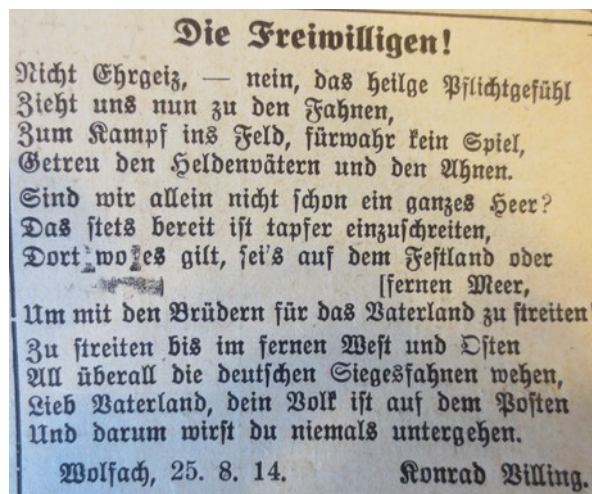 Die Freiwilligen!
Nicht Ehrgeiz, — nein, das heilge Pflichtgefühl
Zieht uns nun zu den Fahnen,
Zum Kampf ins Feld, fürwahr kein Spiel,
Getreu den Heldenvätern und den Ahnen.
Sind wir allein nicht schon ein ganzes Heer?
Das stets bereit ist tapfer einzuschreiten,
Dort wo es gilt, sei's auf dem Festland oder
[fernen Meer,
Um mit den Brüdern für das Vaterland zu streiten!
Zu streiten bis im fernen West und Osten
All überall die deutschen Siegesfahnen wehen,
Lieb Vaterland, dein Volk ist auf dem Posten
Und darum wirst du niemals untergehen.
Wolfach, 25. 8. 14. Konrad Villing.